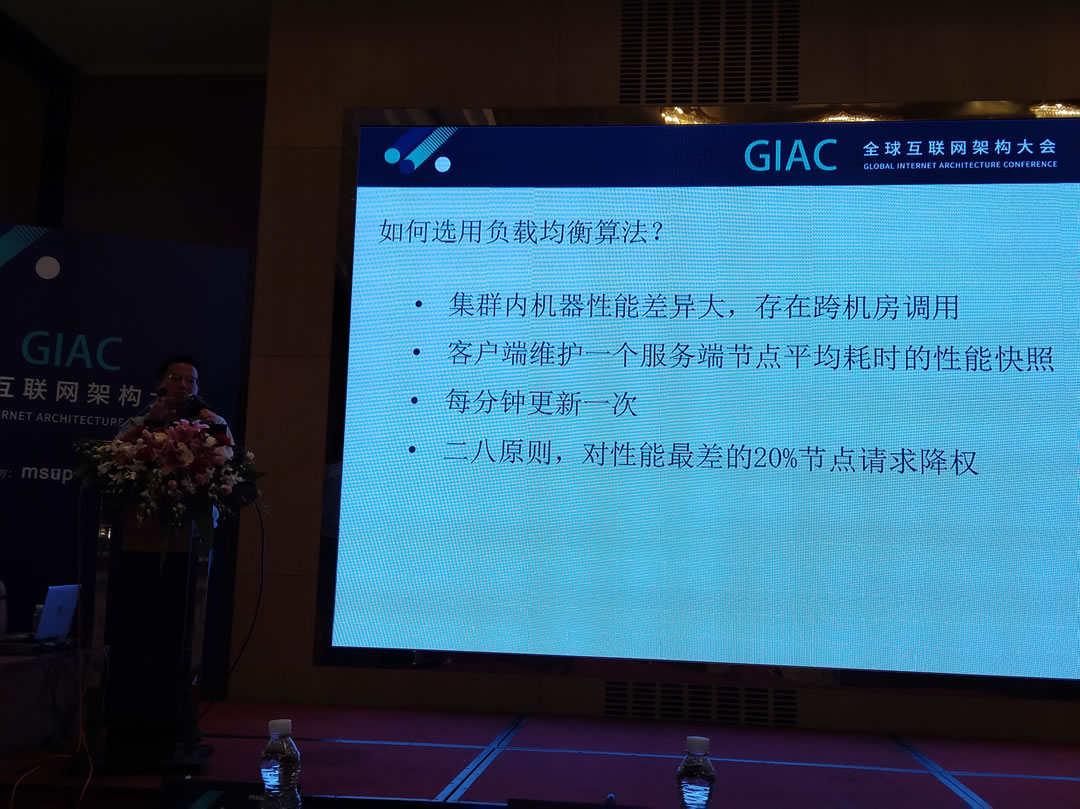 GIAC
全球互联网架构大会
GLOBAL INTERNET ARCHITECTURE CONFERENCE
如何选用负载均衡算法？
• 集群内机器性能差异大，存在跨机房调用
• 客户端维护一个服务端节点平均耗时的性能快照
• 每分钟更新一次
• 二八原则，对性能最差的20%节点请求降权
GIAC
互联网架构
ARCHITECTURE
方：msup